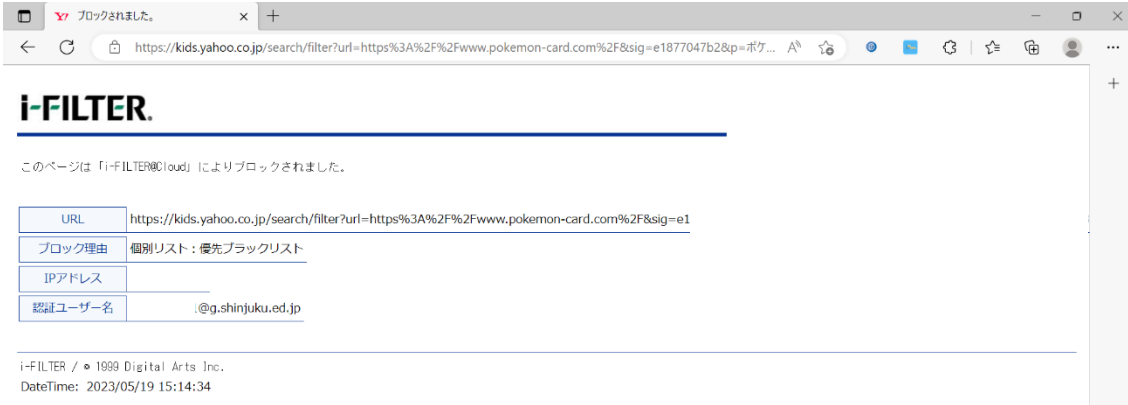 ブロックされました。
https://kids.yahoo.co.jp/search/filter?url=https%3A%2F%2Fwww.pokemon-card.com%2F&sig=e1877047b2&p=ポケ...
i-FILTER.
このページは「i-FILTER@Cloud」によりブロックされました。
URL https://kids.yahoo.co.jp/search/filter?url=https%3A%2F%2Fwww.pokemon-card.com%2F&sig=e1
ブロック理由 個別リスト：優先ブラックリスト
IPアドレス
認証ユーザー名 @g.shinjuku.ed.jp
i-FILTER / © 1999 Digital Arts Inc.
DateTime: 2023/05/19 15:14:34